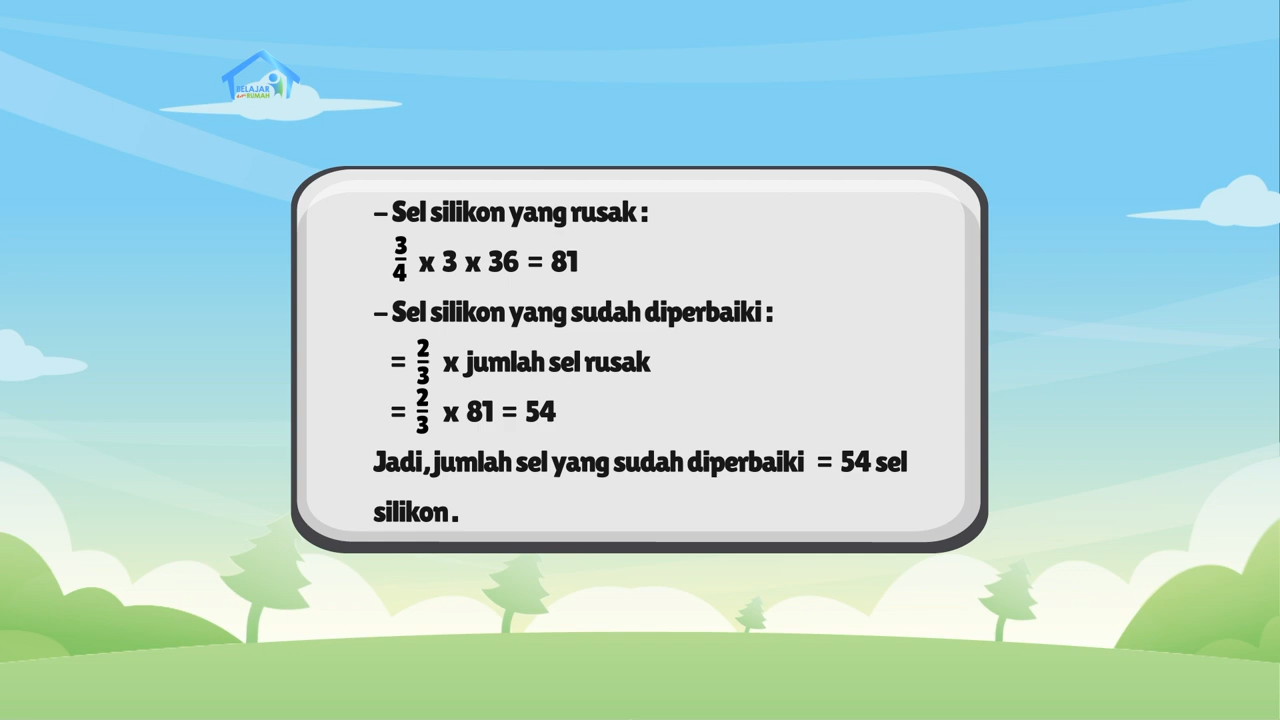 BELAJAR
dari RUMAH
– Sel silikon yang rusak :
3/4 x 3 x 36 = 81
– Sel silikon yang sudah diperbaiki :
= 2/3 x jumlah sel rusak
= 2/3 x 81 = 54
Jadi, jumlah sel yang sudah diperbaiki = 54 sel
silikon .